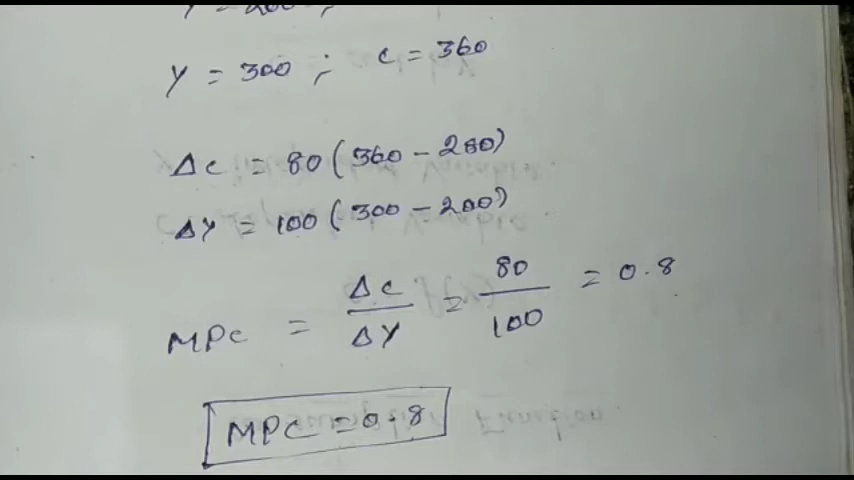 Y = 200 ;
Y = 300 ; C = 360
ΔC = 80 (360 - 280)
ΔY = 100 (300 - 200)
MPC = ΔC/ΔY = 80/100 = 0.8
MPC = 0.8